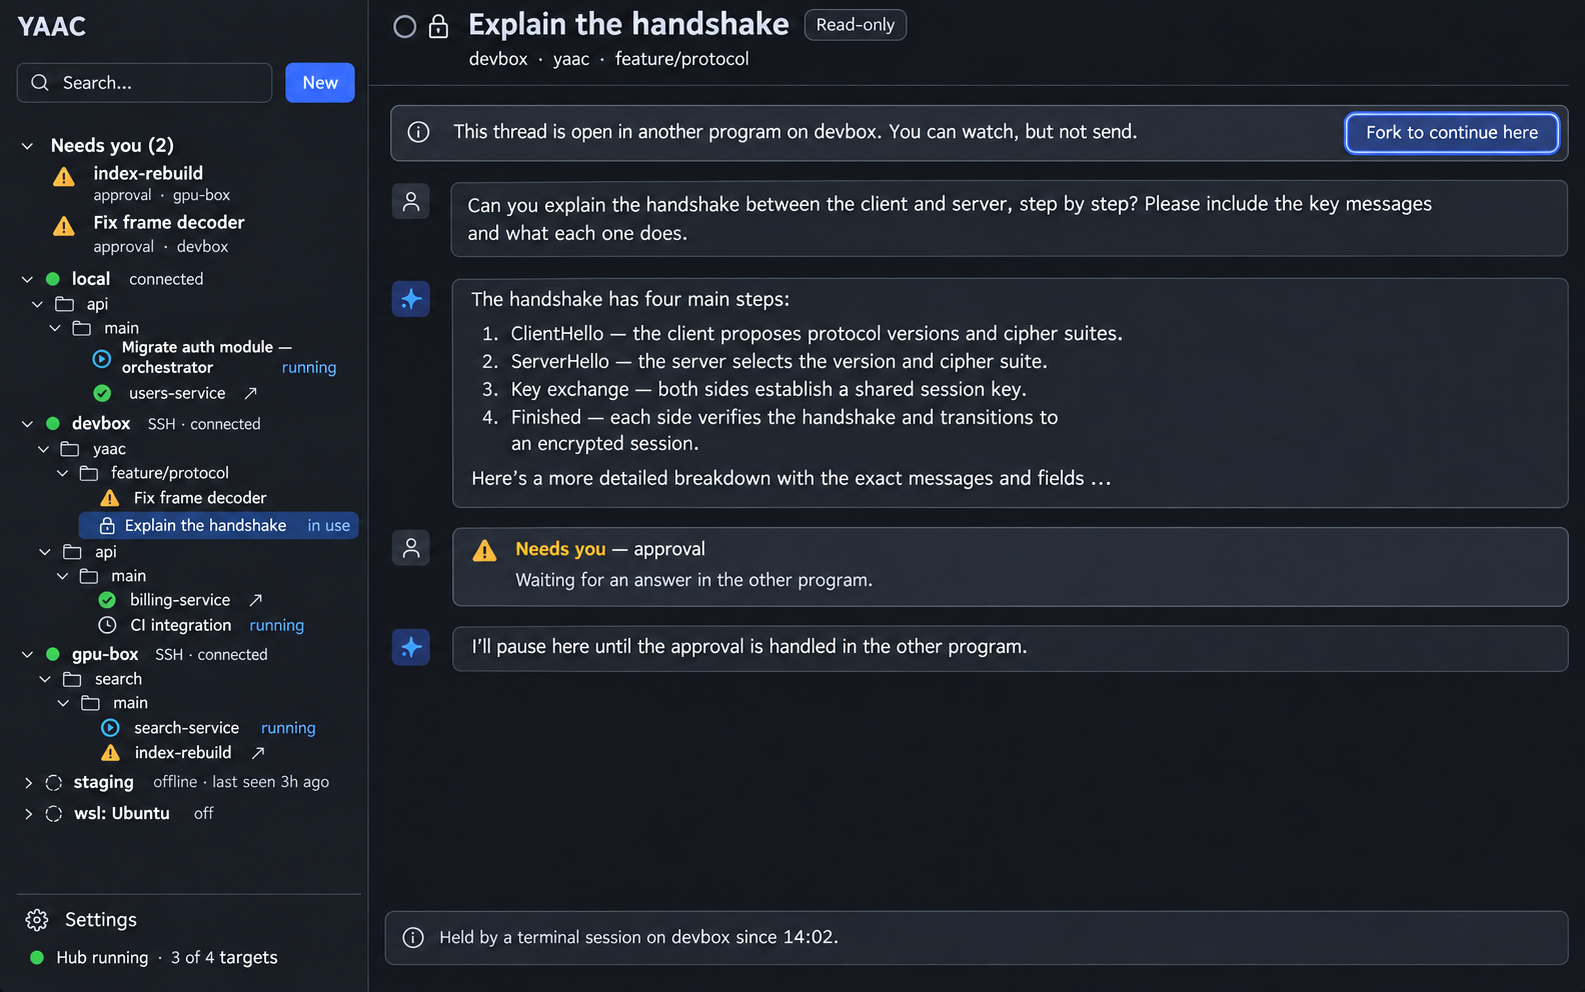 YAAC
Search...
New
Needs you (2)
index-rebuild
approval · gpu-box
Fix frame decoder
approval · devbox
local connected
api
main
Migrate auth module —
orchestrator running
users-service ↗
devbox SSH · connected
yaac
feature/protocol
Fix frame decoder
Explain the handshake in use
api
main
billing-service ↗
CI integration running
gpu-box SSH · connected
search
main
search-service running
index-rebuild ↗
staging offline · last seen 3h ago
wsl: Ubuntu off
Settings
Hub running · 3 of 4 targets
Explain the handshake Read-only
devbox · yaac · feature/protocol
This thread is open in another program on devbox. You can watch, but not send. Fork to continue here
Can you explain the handshake between the client and server, step by step? Please include the key messages
and what each one does.
The handshake has four main steps:
1. ClientHello — the client proposes protocol versions and cipher suites.
2. ServerHello — the server selects the version and cipher suite.
3. Key exchange — both sides establish a shared session key.
4. Finished — each side verifies the handshake and transitions to
an encrypted session.
Here’s a more detailed breakdown with the exact messages and fields ...
Needs you — approval
Waiting for an answer in the other program.
I’ll pause here until the approval is handled in the other program.
Held by a terminal session on devbox since 14:02.